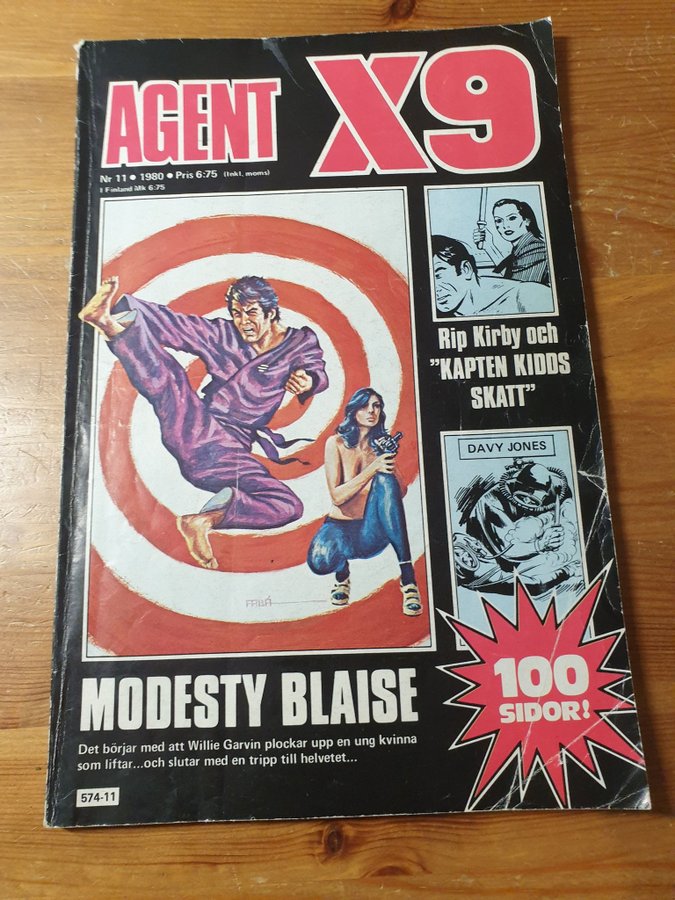 AGENT X9
Nr 11 • 1980 • Pris 6:75 (Inkl. moms)
I Finland Mk 6:75
Rip Kirby och
"KAPTEN KIDDS
SKATT"
DAVY JONES
FABÁ
MODESTY BLAISE
Det börjar med att Willie Garvin plockar upp en ung kvinna
som liftar...och slutar med en tripp till helvetet...
100
SIDOR!
574-11